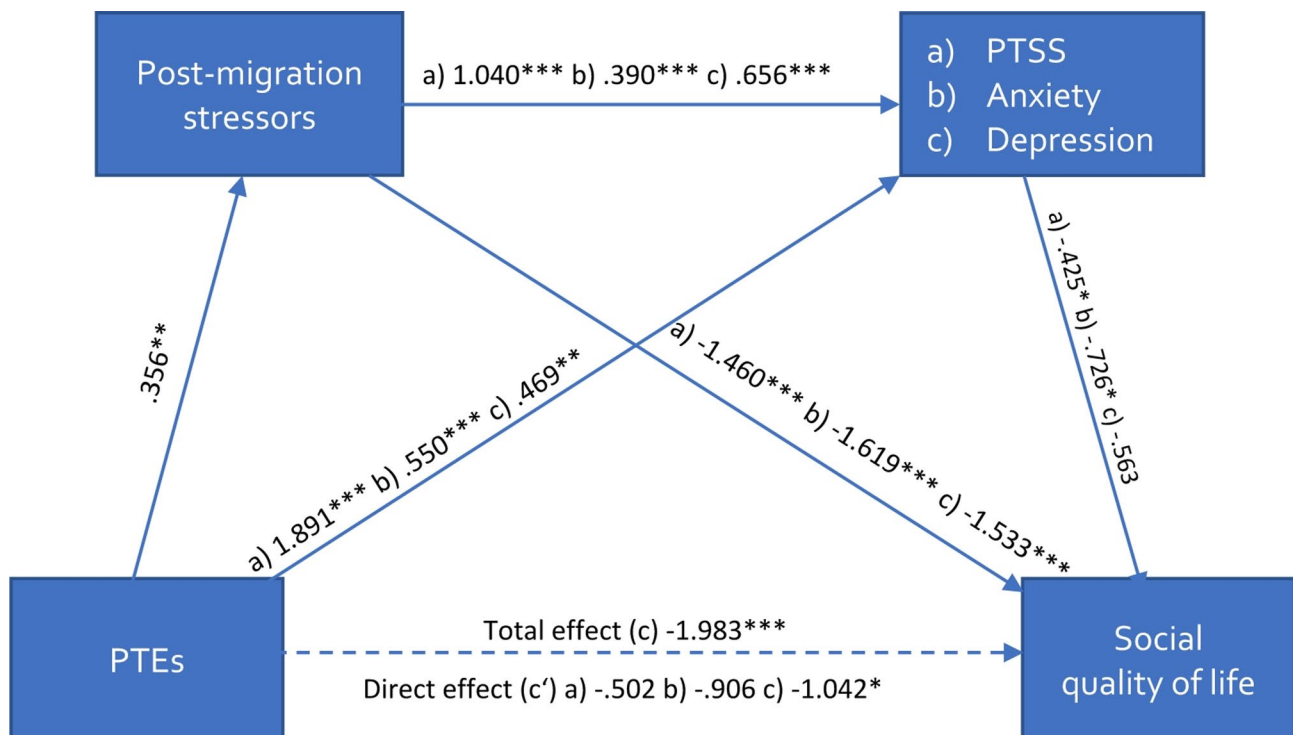 Post-migration
stressors
a) 1.040*** b) .390*** c) .656***
a) PTSS
b) Anxiety
c) Depression
.356**
a) 1.891*** b) .550*** c) .469**
a) -1.460*** b) -1.619*** c) -1.533***
a) -.425* b) -.726* c) -.563
PTEs
Total effect (c) -1.983***
Direct effect (c‘) a) -.502 b) -.906 c) -1.042*
Social
quality of life